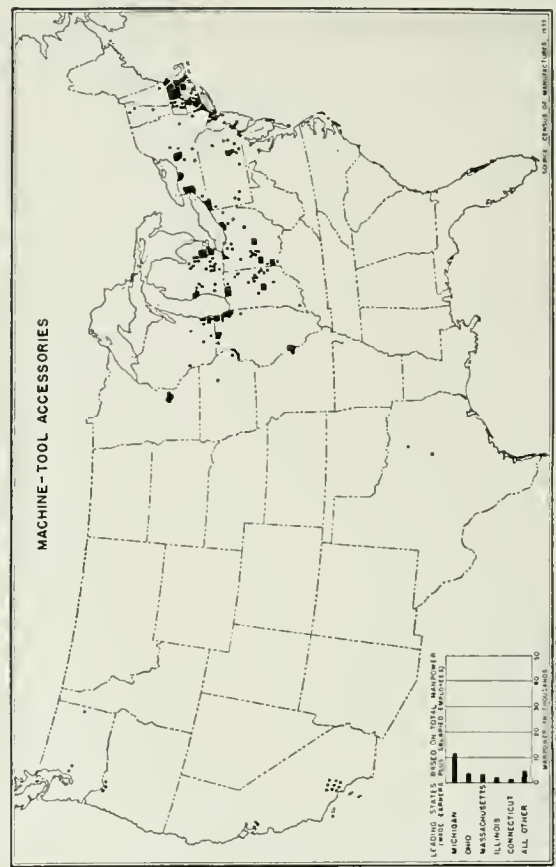 MACHINE-TOOL ACCESSORIES
LEADING STATES BASED ON TOTAL MANPOWER
(WAGE EARNERS PLUS SALARIED EMPLOYEES)
MICHIGAN
OHIO
MASSACHUSETTS
ILLINOIS
CONNECTICUT
ALL OTHER
0 10 20 30 40 50
MANPOWER IN THOUSANDS
SOURCE: CENSUS OF MANUFACTURES,